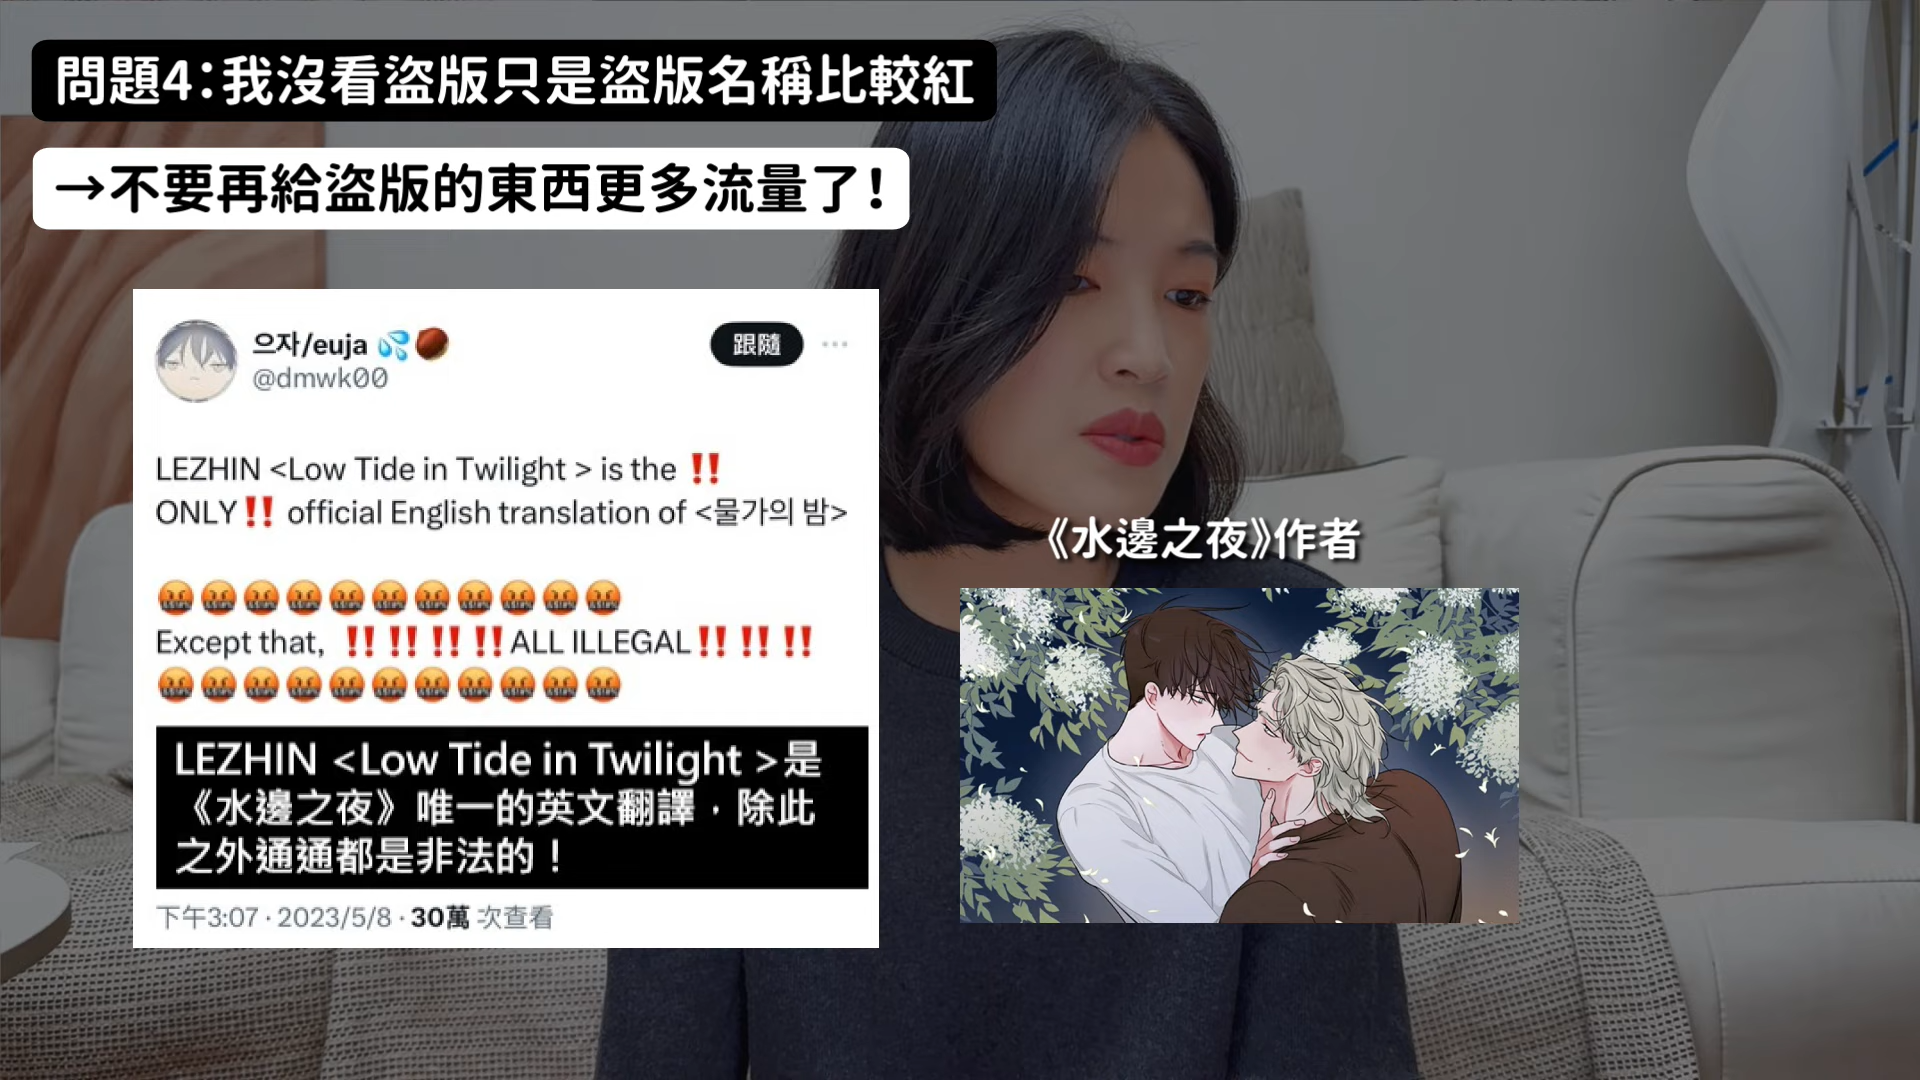 問題4:我沒看盜版只是盜版名稱比較紅
→不要再給盜版的東西更多流量了!
으자/euja 💦🌰
@dmwk00
跟隨
LEZHIN <Low Tide in Twilight > is the ‼️
ONLY‼️ official English translation of <물가의 밤>
🤬🤬🤬🤬🤬🤬🤬🤬🤬🤬🤬
Except that, ‼️‼️‼️‼️ALL ILLEGAL‼️‼️‼️
🤬🤬🤬🤬🤬🤬🤬🤬🤬🤬🤬
LEZHIN <Low Tide in Twilight >是
《水邊之夜》唯一的英文翻譯，除此
之外通通都是非法的！
下午3:07 · 2023/5/8 · 30萬 次查看
《水邊之夜》作者